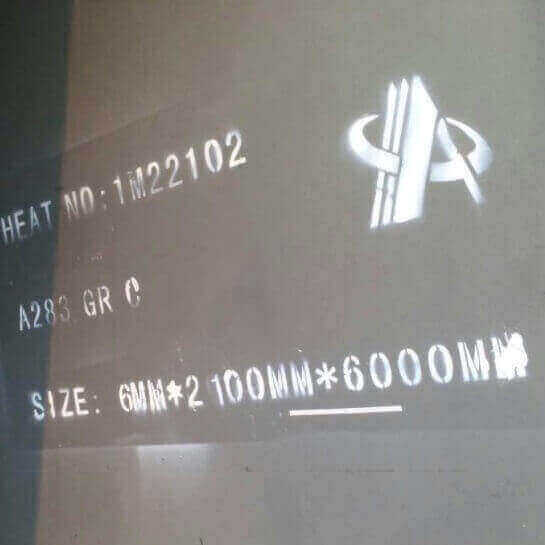 HEAT NO: 1M22102
A283 GR C
SIZE: 6MM*2100MM*6000MM